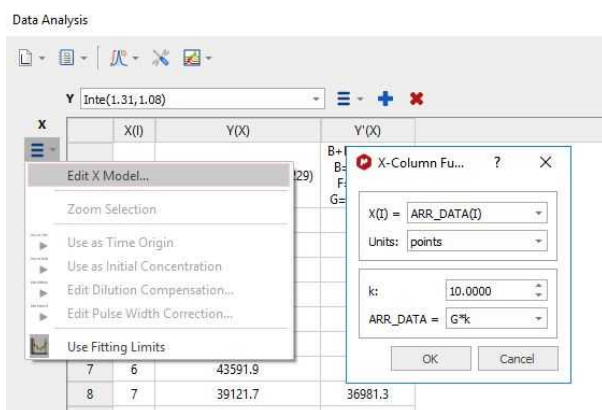 Data Analysis
Y Inte(1.31,1.08)
X
X(I) Y(X) Y'(X)
Edit X Model...
Zoom Selection
Use as Time Origin
Use as Initial Concentration
Edit Dilution Compensation...
Edit Pulse Width Correction...
Use Fitting Limits
29)
B+
B=
F=
G=
X-Column Fu... ? ×
X(I) = ARR_DATA(I)
Units: points
k: 10.0000
ARR_DATA = G*k
OK Cancel
7 6 43591.9
8 7 39121.7 36981.3